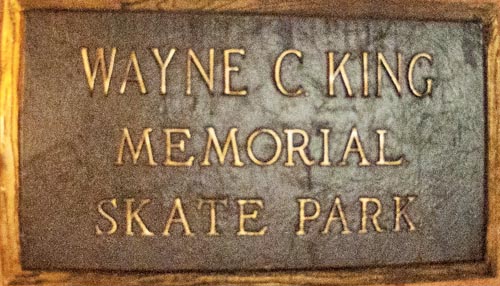 WAYNE C KING
MEMORIAL
SKATE PARK